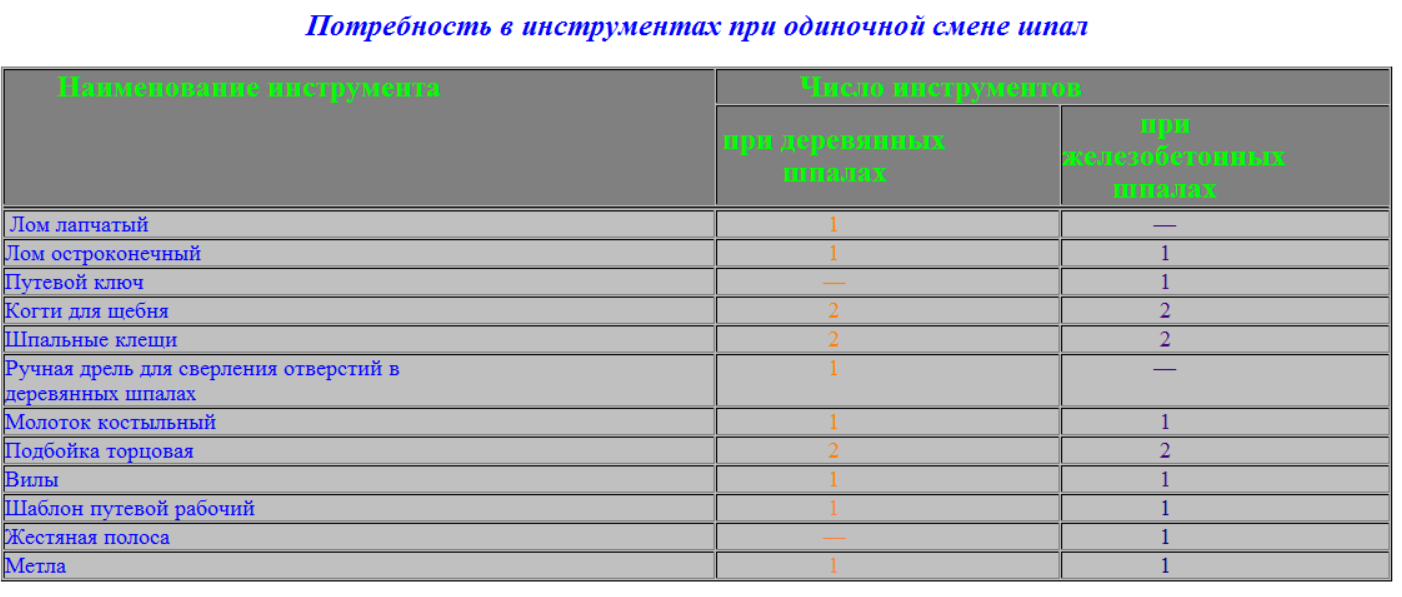 Потребность в инструментах при одиночной смене шпал
Наименование инструмента Число инструментов
при деревянных шпалах при железобетонных шпалах
Лом лапчатый 1 —
Лом остроконечный 1 1
Путевой ключ — 1
Когти для щебня 2 2
Шпальные клещи 2 2
Ручная дрель для сверления отверстий в 1 —
деревянных шпалах
Молоток костыльный 1 1
Подбойка торцовая 2 2
Вилы 1 1
Шаблон путевой рабочий 1 1
Жестяная полоса — 1
Метла 1 1